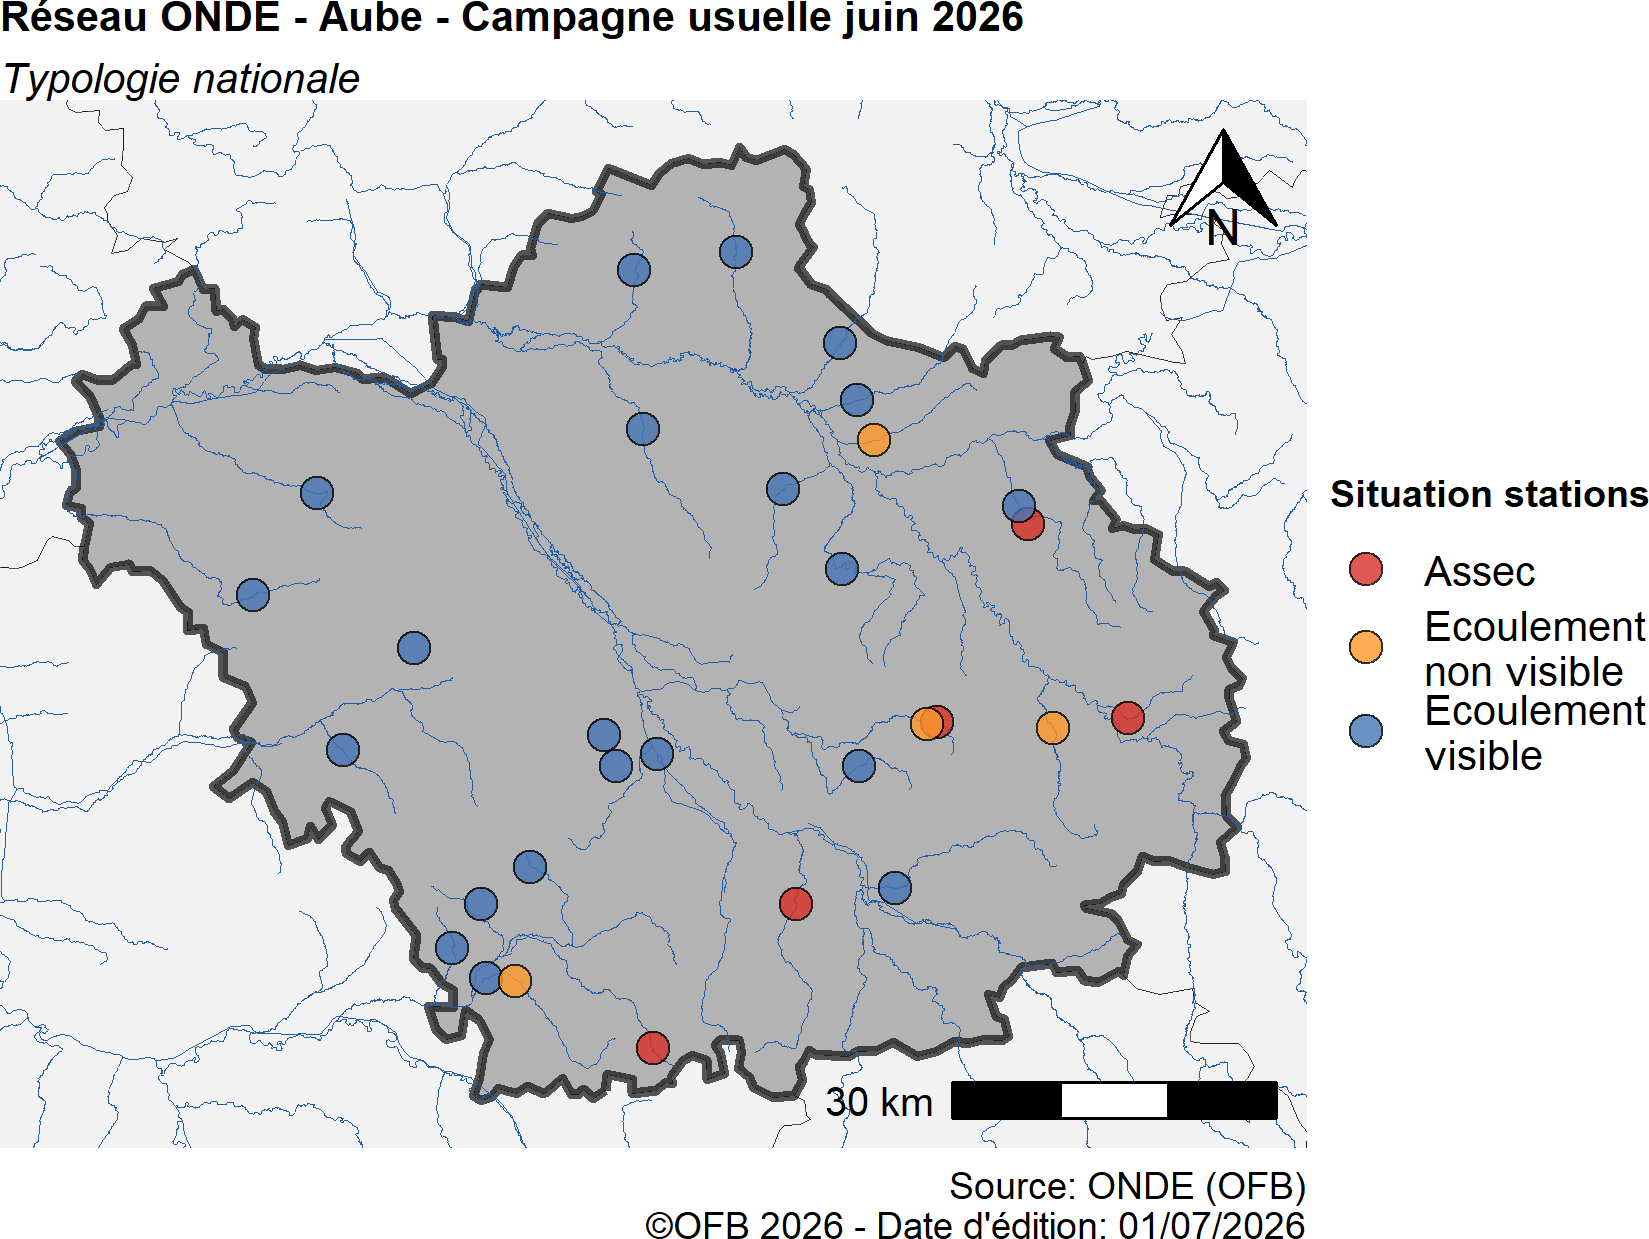 Réseau ONDE - Aube - Campagne usuelle juin 2026
Typologie nationale
N
Situation stations
Assec
Ecoulement
non visible
Ecoulement
visible
30 km
Source: ONDE (OFB)
©OFB 2026 - Date d'édition: 01/07/2026